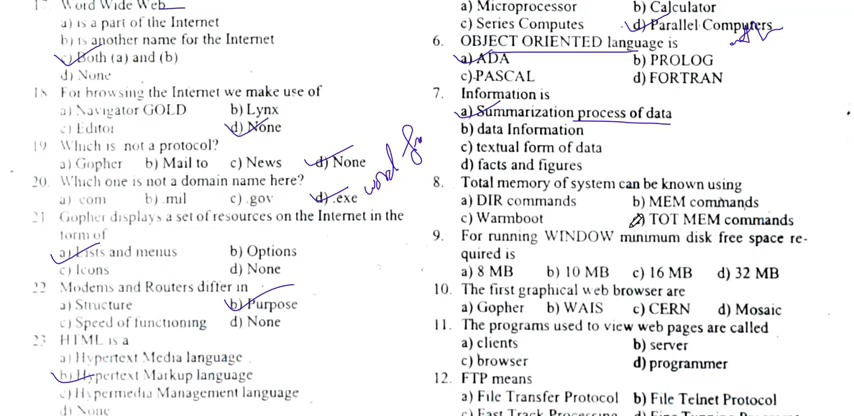 17 Word Wide Web
a) is a part of the Internet
b) is another name for the Internet
c) Both (a) and (b)
d) None
18. For browsing the Internet we make use of
a) Navigator GOLD b) Lynx
c) Editor d) None
19 Which is not a protocol?
a) Gopher b) Mail to c) News d) None
20. Which one is not a domain name here?
a) .com b) .mil c) .gov d) .exe
word
21 Gopher displays a set of resources on the Internet in the
form of
a) Lists and menus b) Options
c) Icons d) None
22 Modems and Routers differ in
a) Structure b) Purpose
c) Speed of functioning d) None
23 HTML is a
a) Hypertext Media language
b) Hypertext Markup language
c) Hypermedia Management language
d) None
a) Microprocessor b) Calculator
c) Series Computes d) Parallel Computers
6. OBJECT ORIENTED language is
a) ADA b) PROLOG
c) PASCAL d) FORTRAN
7. Information is
a) Summarization process of data
b) data Information
c) textual form of data
d) facts and figures
8. Total memory of system can be known using
a) DIR commands b) MEM commands
c) Warmboot d) TOT MEM commands
9. For running WINDOW minimum disk free space re-
quired is
a) 8 MB b) 10 MB c) 16 MB d) 32 MB
10. The first graphical web browser are
a) Gopher b) WAIS c) CERN d) Mosaic
11. The programs used to view web pages are called
a) clients b) server
c) browser d) programmer
12. FTP means
a) File Transfer Protocol b) File Telnet Protocol